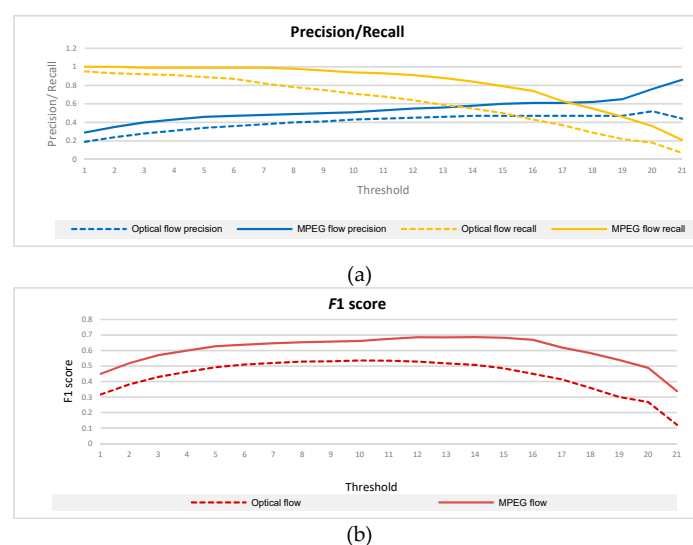 Precision/Recall
Precision/ Recall
1.2
1
0.8
0.6
0.4
0.2
0
1 2 3 4 5 6 7 8 9 10 11 12 13 14 15 16 17 18 19 20 21
Threshold
Optical flow precision MPEG flow precision Optical flow recall MPEG flow recall
(a)
F1 score
F1 score
0.8
0.7
0.6
0.5
0.4
0.3
0.2
0.1
0
1 2 3 4 5 6 7 8 9 10 11 12 13 14 15 16 17 18 19 20 21
Threshold
Optical flow MPEG flow
(b)